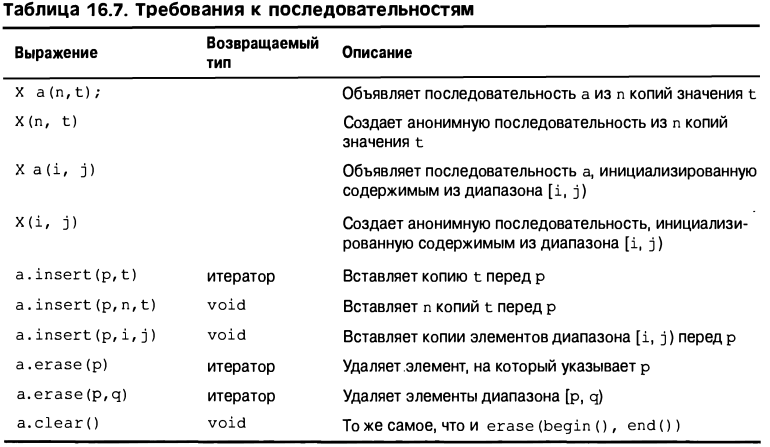 Таблица 16.7. Требования к последовательностям
Выражение Возвращаемый тип Описание
X a(n,t); Объявляет последовательность a из n копий значения t
X(n, t) Создает анонимную последовательность из n копий
значения t
X a(i, j) Объявляет последовательность a, инициализированную
содержимым из диапазона [i, j)
X(i, j) Создает анонимную последовательность, инициализи-
рованную содержимым из диапазона [i, j)
a.insert(p,t) итератор Вставляет копию t перед p
a.insert(p,n,t) void Вставляет n копий t перед p
a.insert(p,i,j) void Вставляет копии элементов диапазона [i, j) перед p
a.erase(p) итератор Удаляет элемент, на который указывает p
a.erase(p,q) итератор Удаляет элементы диапазона [p, q)
a.clear() void То же самое, что и erase(begin(), end())